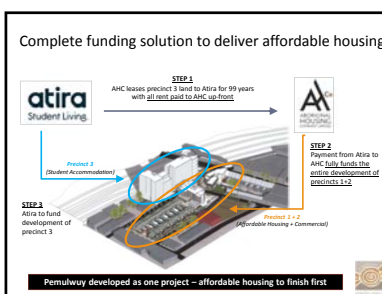 Complete funding solution to deliver affordable housing
STEP 1
AHC leases precinct 3 land to Atira for 99 years
with all rent paid to AHC up-front
atira
Student Living
ABORIGINAL
HOUSING
STEP 2
Payment from Atira to
AHC fully funds the
entire development of
precincts 1+2
Precinct 3
(Student Accommodation)
STEP 3
Atira to fund
development of
precinct 3
Precinct 1 + 2
(Affordable Housing + Commercial)
Pemulwuy developed as one project – affordable housing to finish first